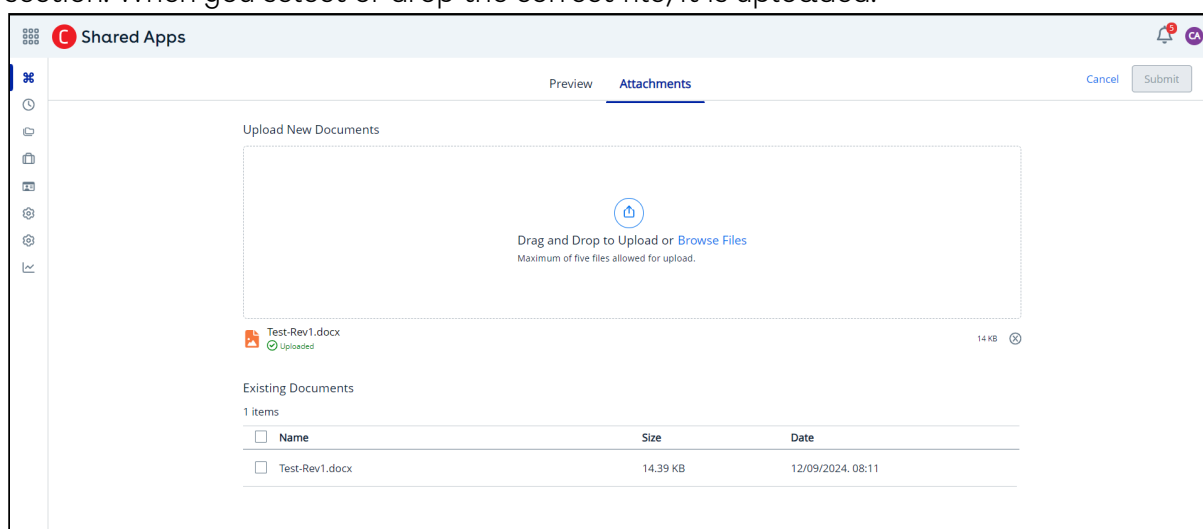 section. When you select or drop the correct file, it is uploaded.
C Shared Apps 5 CA
Preview Attachments Cancel Submit
Upload New Documents
Drag and Drop to Upload or Browse Files
Maximum of five files allowed for upload.
Test-Rev1.docx
Uploaded
14 KB
Existing Documents
1 items
Name Size Date
Test-Rev1.docx 14.39 KB 12/09/2024. 08:11